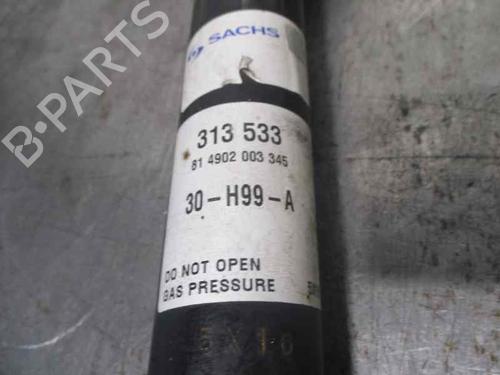 SACHS
313 533
81 4902 003 345
30-H99-A
DO NOT OPEN
GAS PRESSURE
B-PARTS